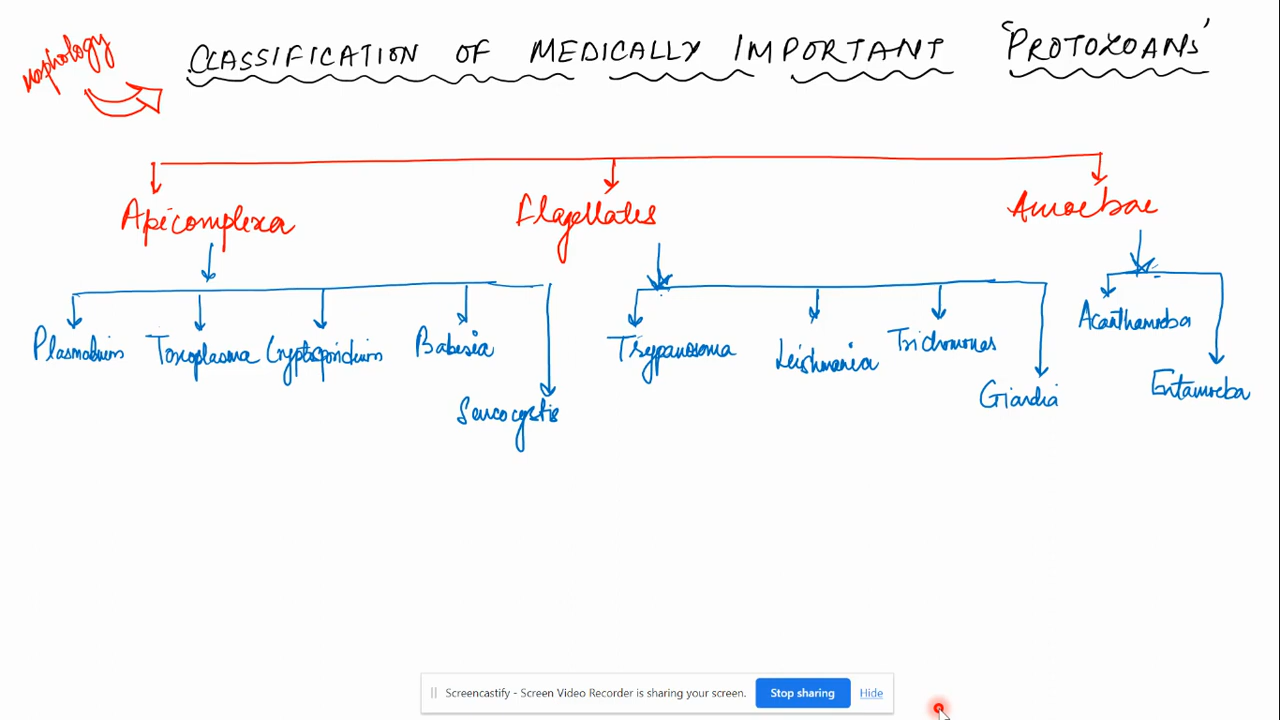 morphology
CLASSIFICATION OF MEDICALLY IMPORTANT 'PROTOZOANS'
Apicomplexa
Flagellates
Amoebae
Plasmodium
Toxoplasma
Cryptosporidium
Babesia
Sarcocystis
Trypanosoma
Leishmania
Trichomonas
Giardia
Acanthamoeba
Entamoeba
Screencastify - Screen Video Recorder is sharing your screen.
Stop sharing
Hide